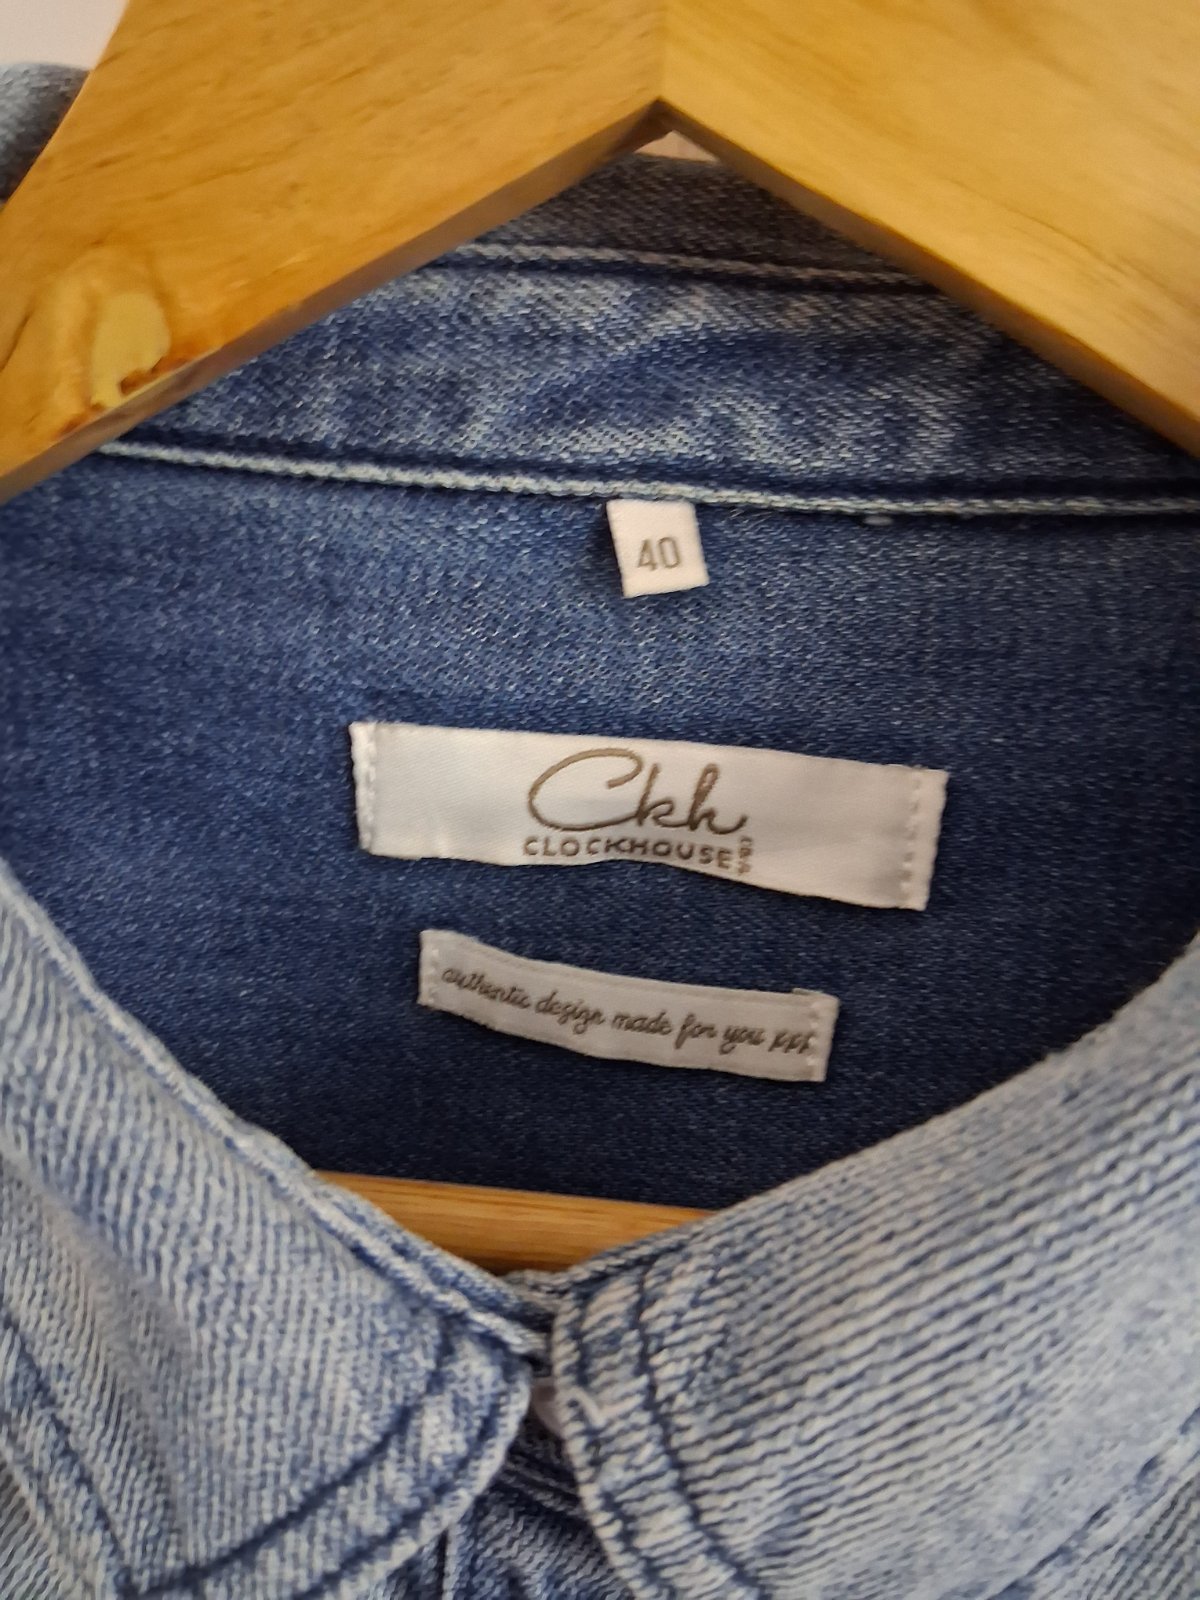 40
Ckh
CLOCKHOUSE
authentic design made for you